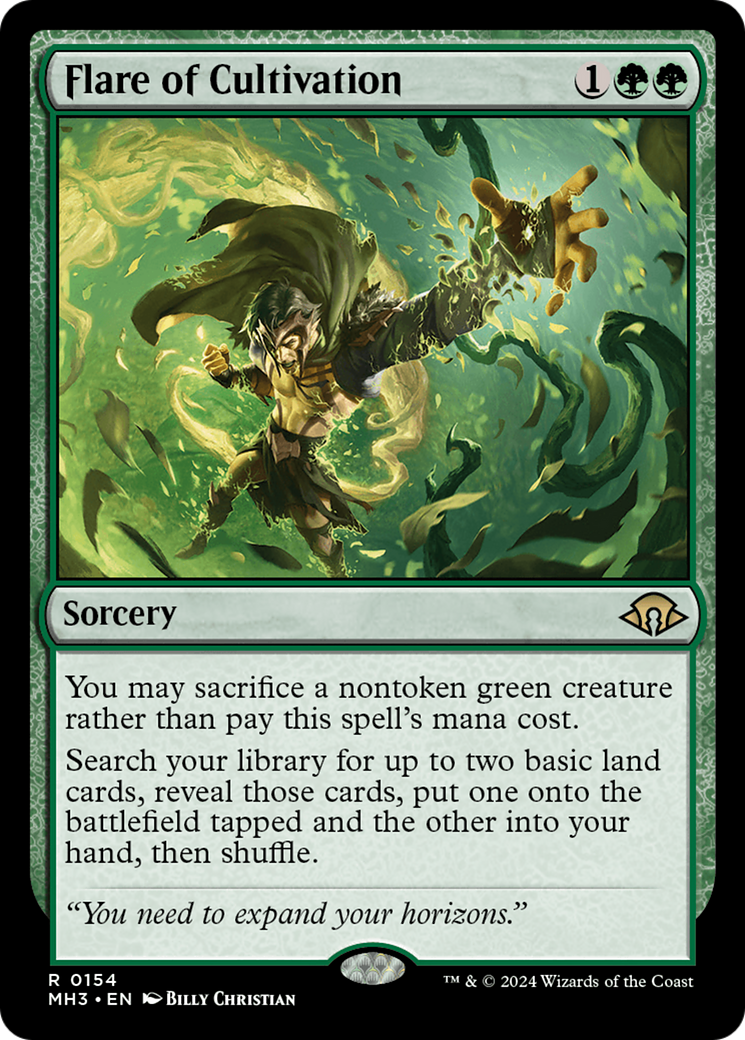 Flare of Cultivation 1
Sorcery
You may sacrifice a nontoken green creature
rather than pay this spell's mana cost.
Search your library for up to two basic land
cards, reveal those cards, put one onto the
battlefield tapped and the other into your
hand, then shuffle.
“You need to expand your horizons.”
R 0154
MH3 • EN Billy Christian
™ & © 2024 Wizards of the Coast